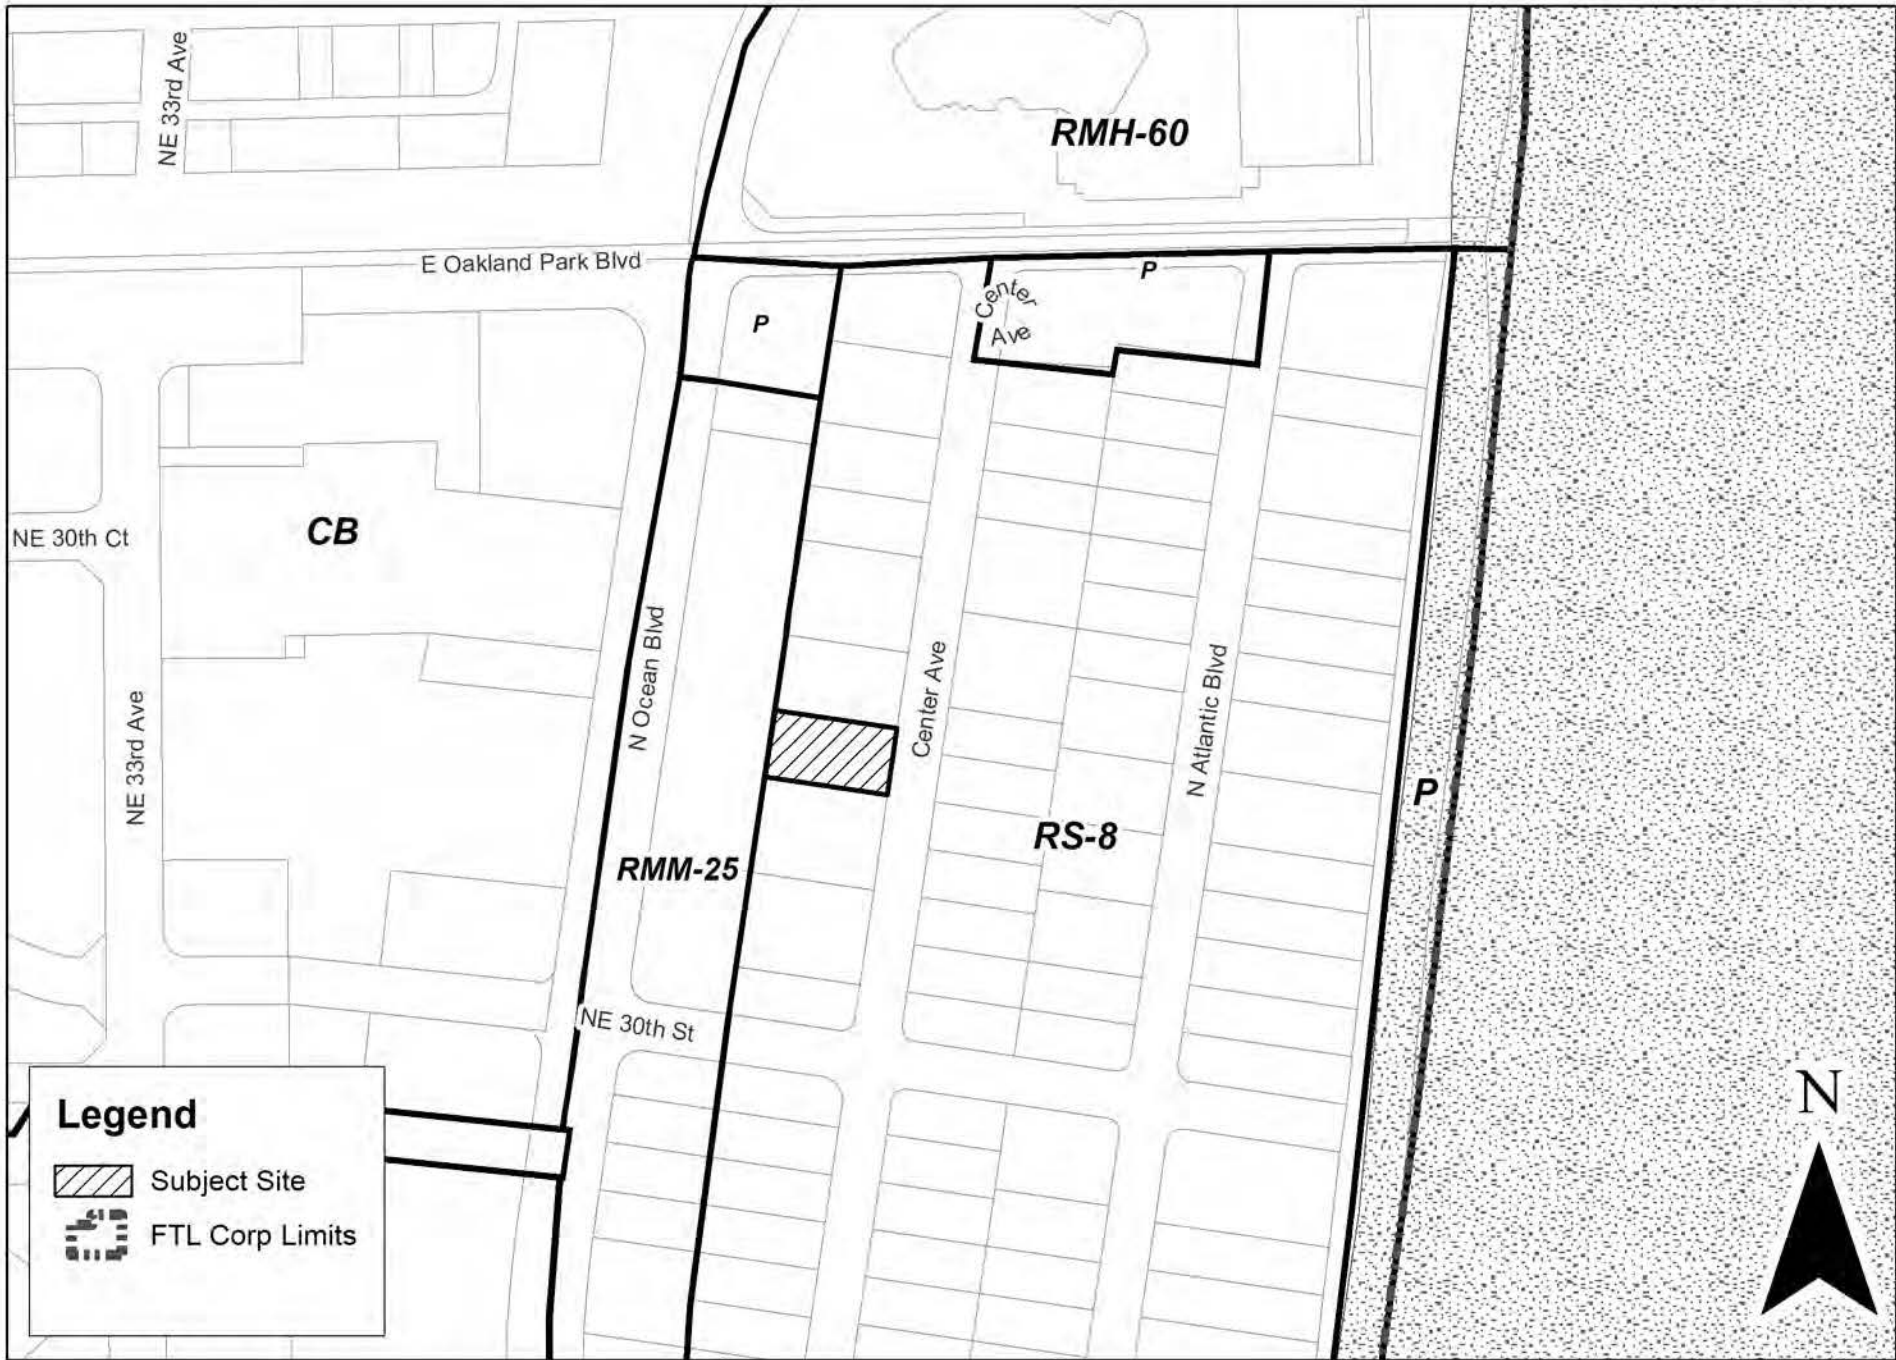 NE 33rd Ave
RMH-60
E Oakland Park Blvd
P
P
Center
Ave
CB
NE 30th Ct
N Ocean Blvd
Center Ave
N Atlantic Blvd
NE 33rd Ave
P
RS-8
RMM-25
NE 30th St
Legend
Subject Site
FTL Corp Limits
N